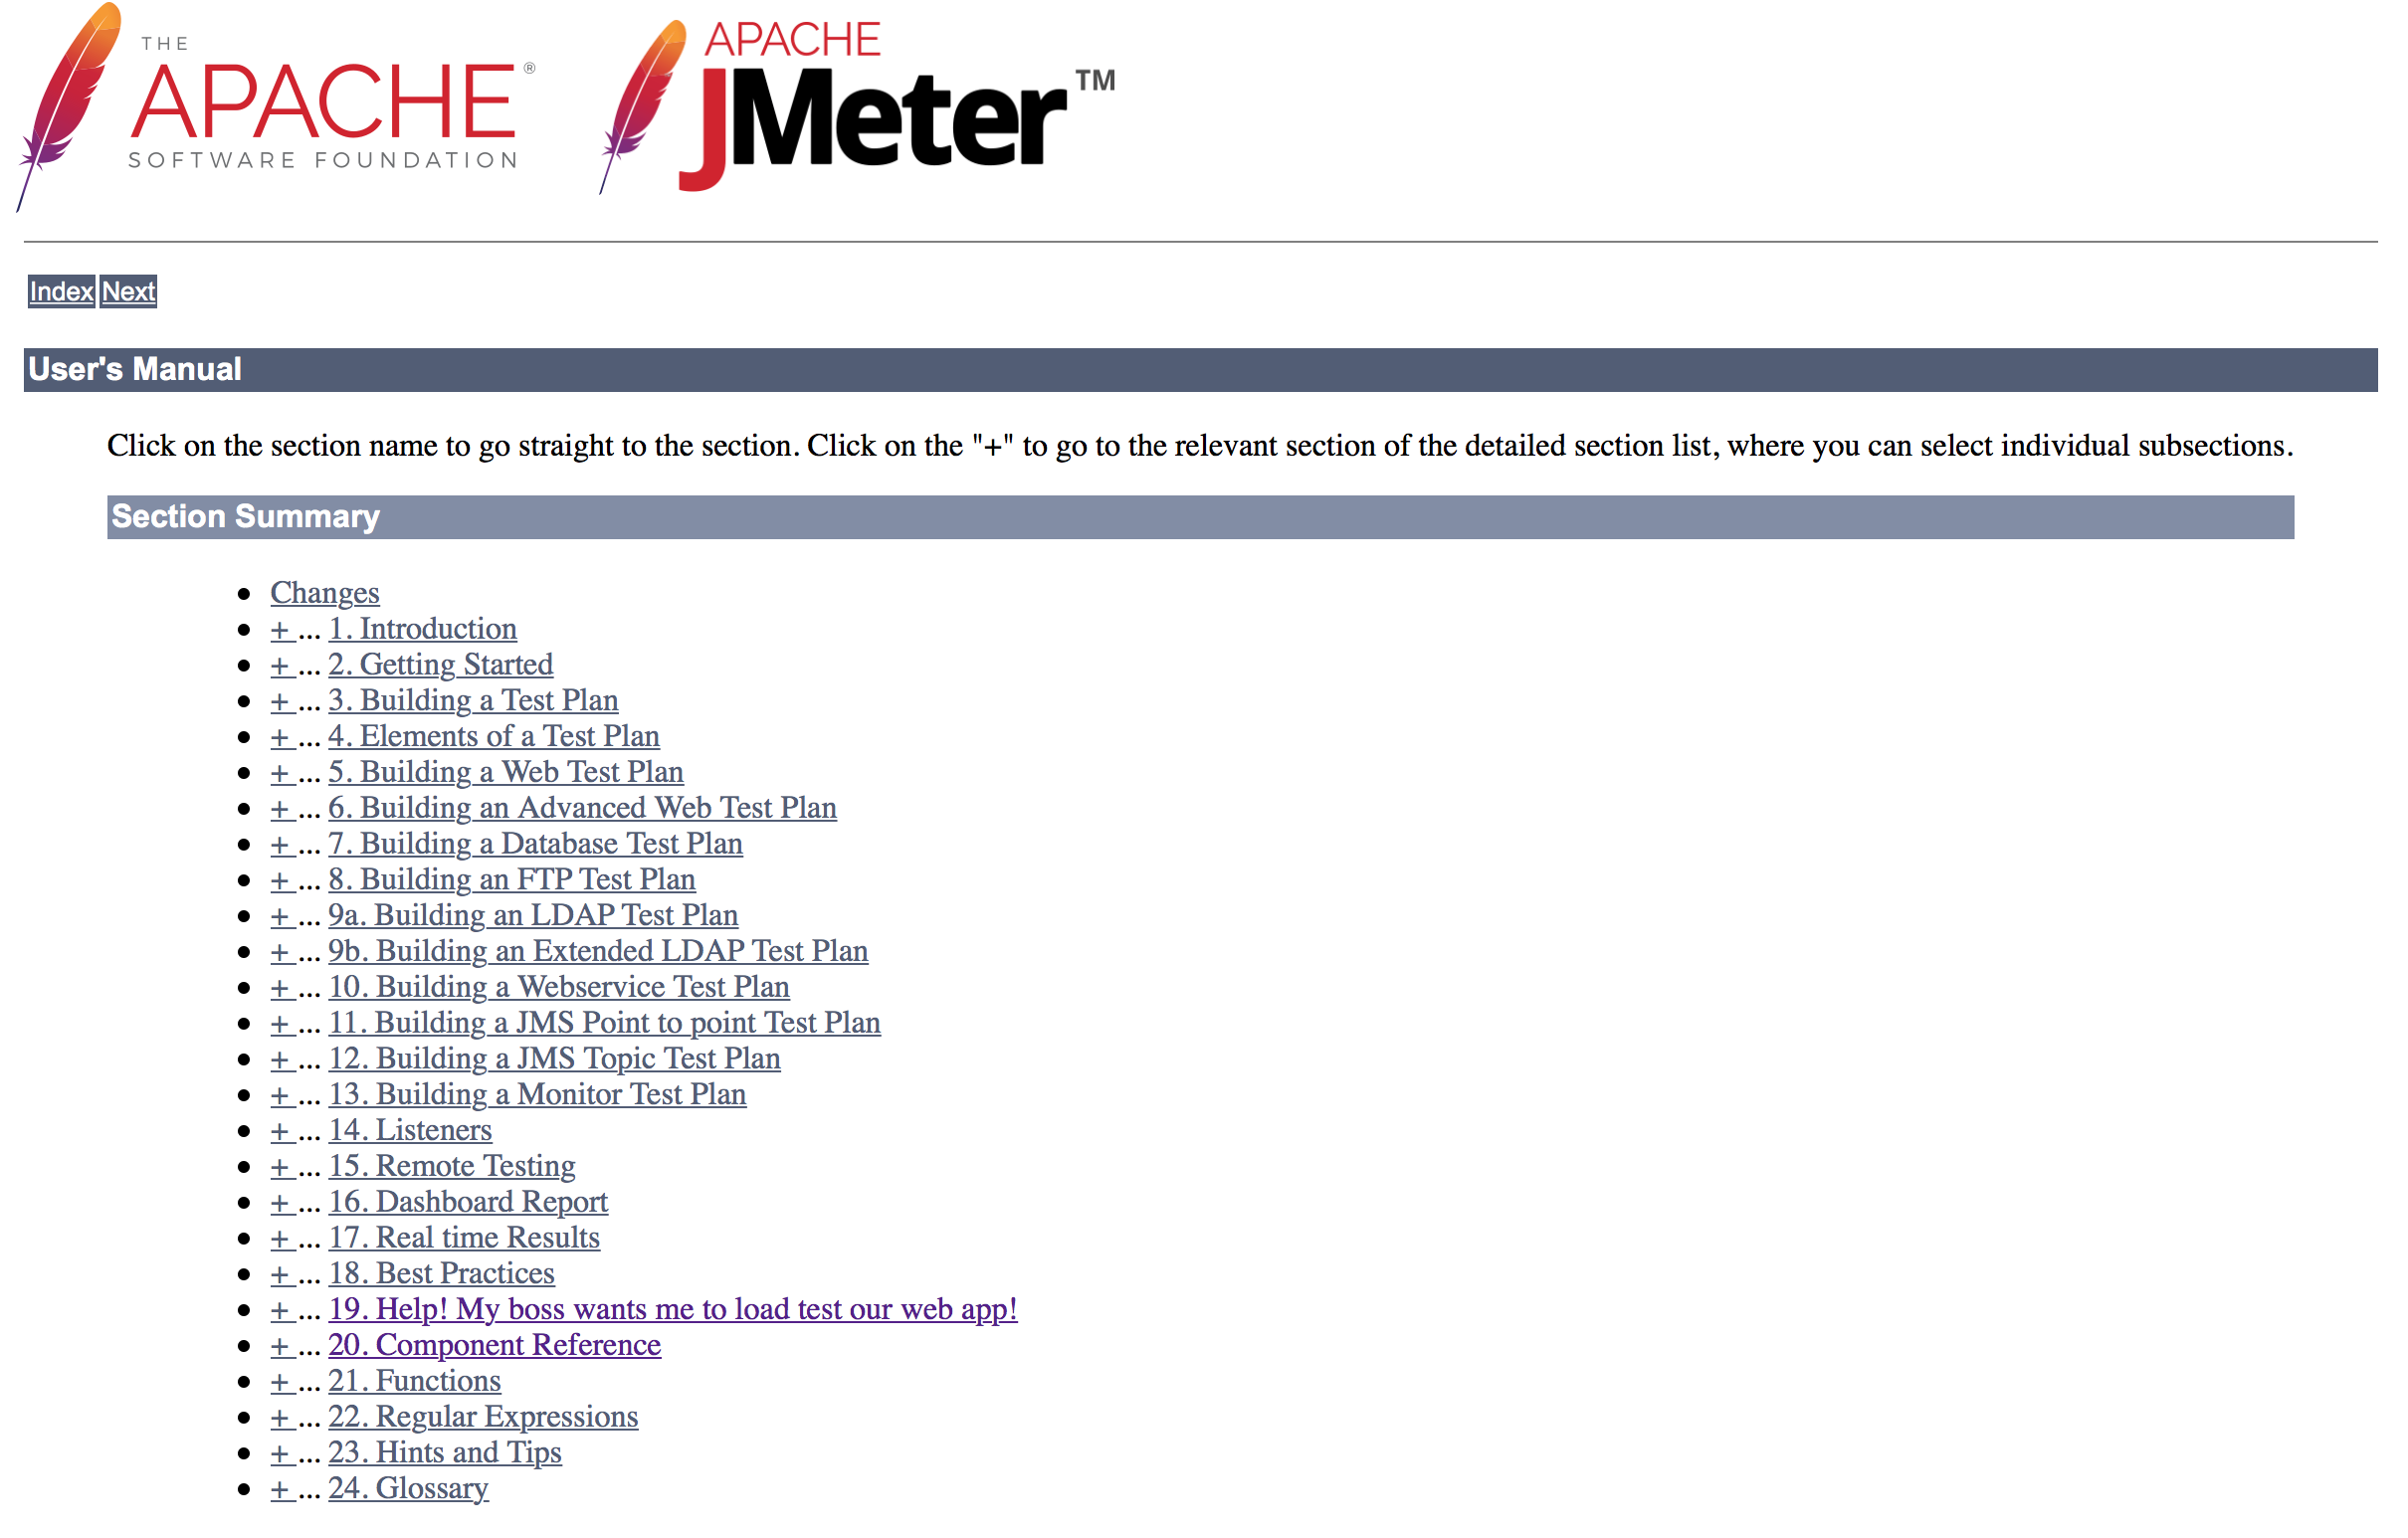 THE
APACHE®
SOFTWARE FOUNDATION
APACHE
JMeter™
Index Next
User's Manual
Click on the section name to go straight to the section. Click on the "+" to go to the relevant section of the detailed section list, where you can select individual subsections.
Section Summary
• Changes
• + ... 1. Introduction
• + ... 2. Getting Started
• + ... 3. Building a Test Plan
• + ... 4. Elements of a Test Plan
• + ... 5. Building a Web Test Plan
• + ... 6. Building an Advanced Web Test Plan
• + ... 7. Building a Database Test Plan
• + ... 8. Building an FTP Test Plan
• + ... 9a. Building an LDAP Test Plan
• + ... 9b. Building an Extended LDAP Test Plan
• + ... 10. Building a Webservice Test Plan
• + ... 11. Building a JMS Point to point Test Plan
• + ... 12. Building a JMS Topic Test Plan
• + ... 13. Building a Monitor Test Plan
• + ... 14. Listeners
• + ... 15. Remote Testing
• + ... 16. Dashboard Report
• + ... 17. Real time Results
• + ... 18. Best Practices
• + ... 19. Help! My boss wants me to load test our web app!
• + ... 20. Component Reference
• + ... 21. Functions
• + ... 22. Regular Expressions
• + ... 23. Hints and Tips
• + ... 24. Glossary